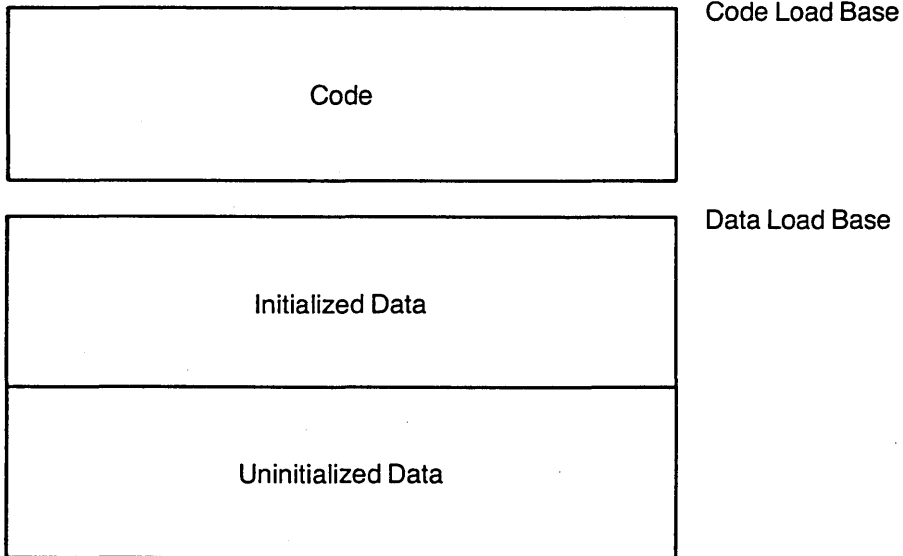 Code Load Base
Code
Data Load Base
Initialized Data
Uninitialized Data